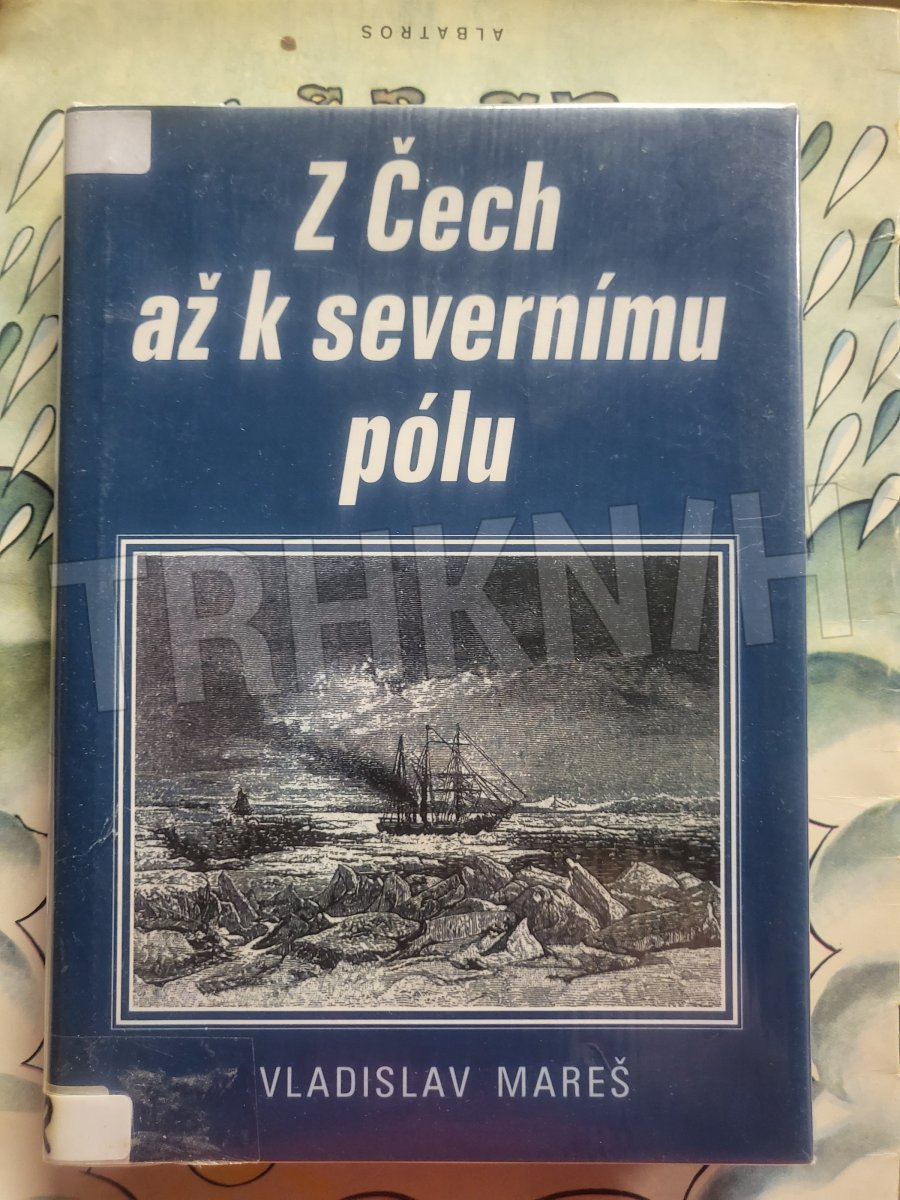 ALBATROS
Z Čech
až k severnímu
pólu
TRHKNIH
VLADISLAV MAREŠ